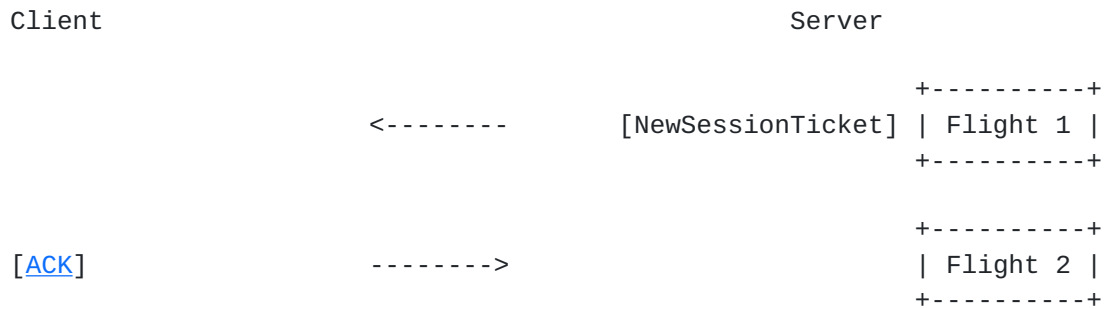 Client                                           Server

                                                         +----------+
                       <--------       [NewSessionTicket] | Flight 1 |
                                                         +----------+

                                                         +----------+
[ACK]                  -------->                          | Flight 2 |
                                                         +----------+